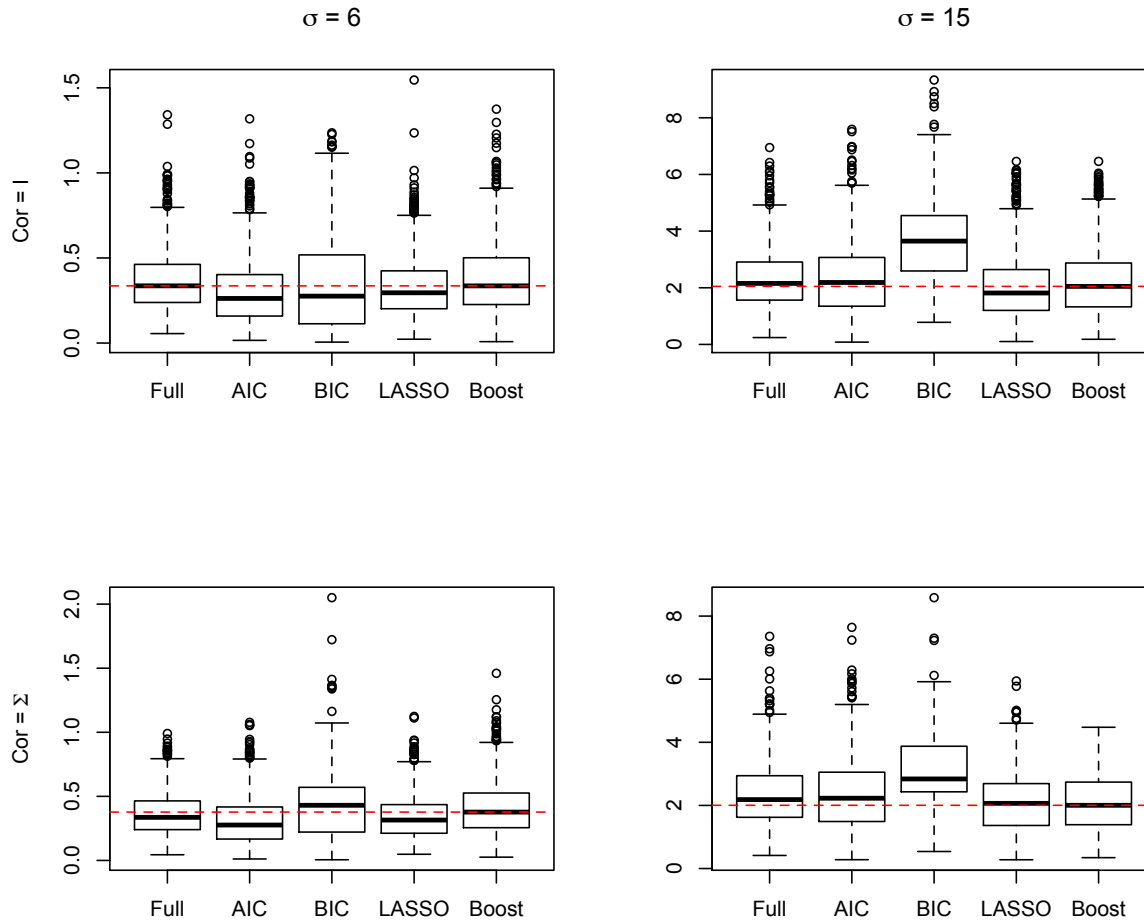 σ = 6
σ = 15
Cor = I
1.5
1.0
0.5
0.0
Full AIC BIC LASSO Boost
8
6
4
2
0
Full AIC BIC LASSO Boost
Cor = Σ
2.0
1.5
1.0
0.5
0.0
Full AIC BIC LASSO Boost
8
6
4
2
0
Full AIC BIC LASSO Boost